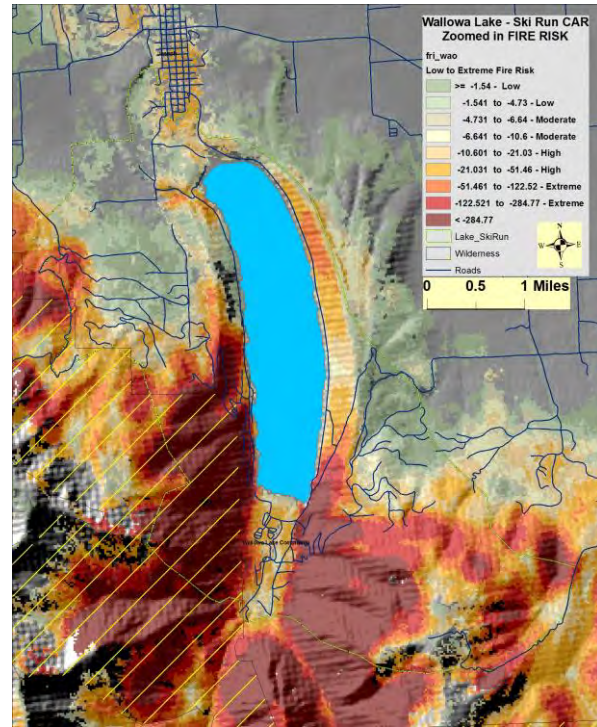 Wallowa Lake - Ski Run CAR
Zoomed in FIRE RISK
fri_wao
Low to Extreme Fire Risk
>= -1.54 - Low
-1.541 to -4.73 - Low
-4.731 to -6.64 - Moderate
-6.641 to -10.6 - Moderate
-10.601 to -21.03 - High
-21.031 to -51.46 - High
-51.461 to -122.52 - Extreme
-122.521 to -284.77 - Extreme
< -284.77
Lake_SkiRun
Wilderness
Roads
N
W E
S
0 0.5 1 Miles
Lake